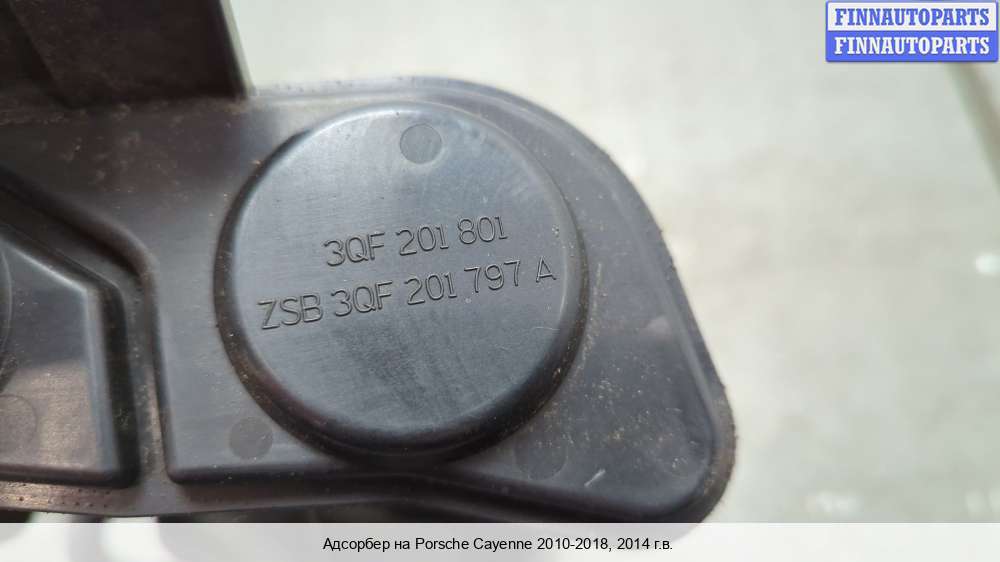 FINNAUTOPARTS
FINNAUTOPARTS
3QF 201 801
ZSB 3QF 201 797 A
Адсорбер на Porsche Cayenne 2010-2018, 2014 г.в.